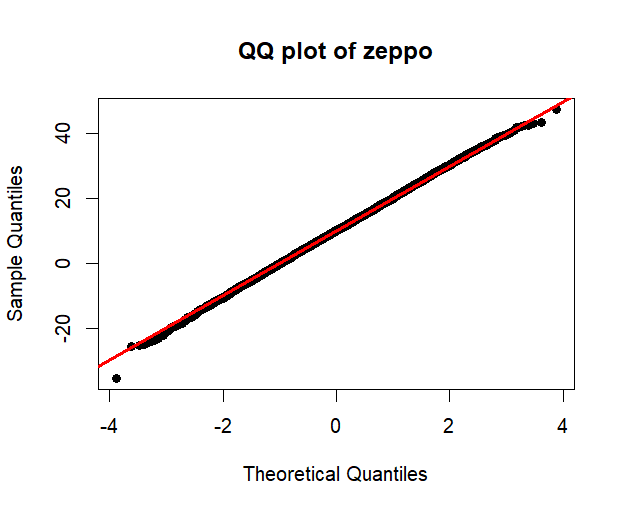 QQ plot of zeppo
Sample Quantiles
40
20
0
-20
-4 -2 0 2 4
Theoretical Quantiles